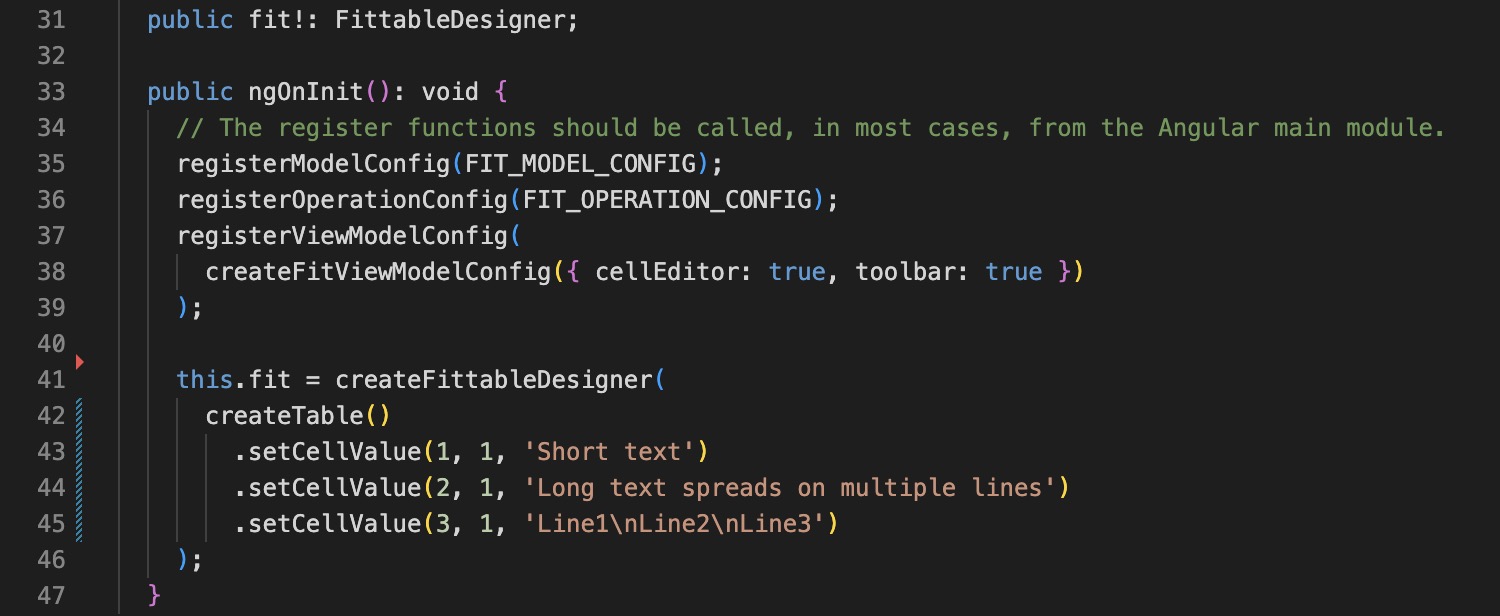 31 public fit!: FittableDesigner;
32
33 public ngOnInit(): void {
34 // The register functions should be called, in most cases, from the Angular main module.
35 registerModelConfig(FIT_MODEL_CONFIG);
36 registerOperationConfig(FIT_OPERATION_CONFIG);
37 registerViewModelConfig(
38 createFitViewModelConfig({ cellEditor: true, toolbar: true })
39 );
40
41 this.fit = createFittableDesigner(
42 createTable()
43 .setCellValue(1, 1, 'Short text')
44 .setCellValue(2, 1, 'Long text spreads on multiple lines')
45 .setCellValue(3, 1, 'Line1\nLine2\nLine3')
46 );
47 }